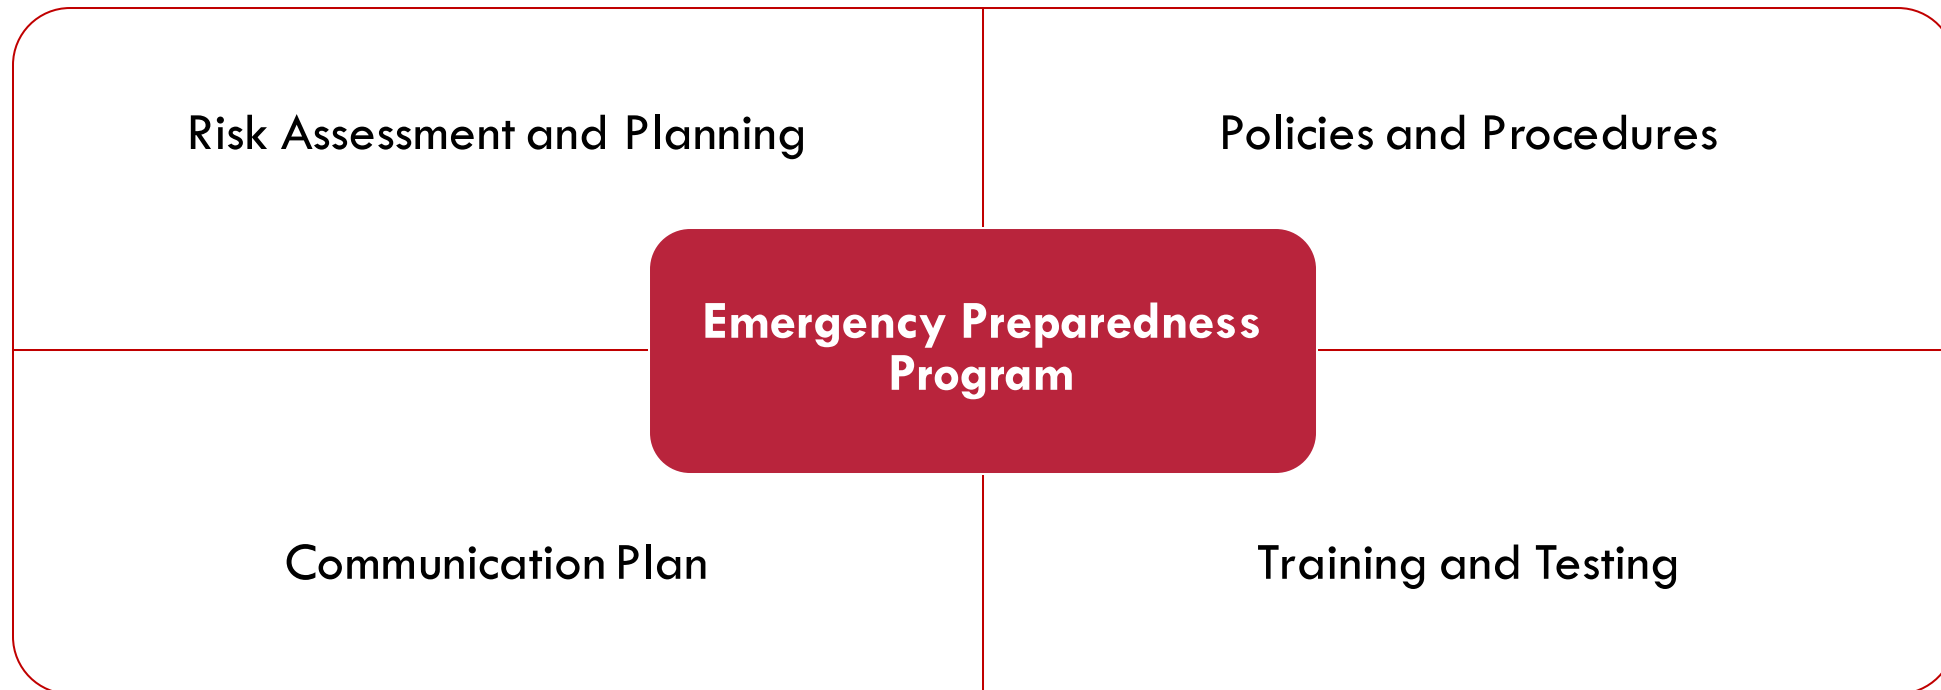 Risk Assessment and Planning
Policies and Procedures
Emergency Preparedness
Program
Communication Plan
Training and Testing